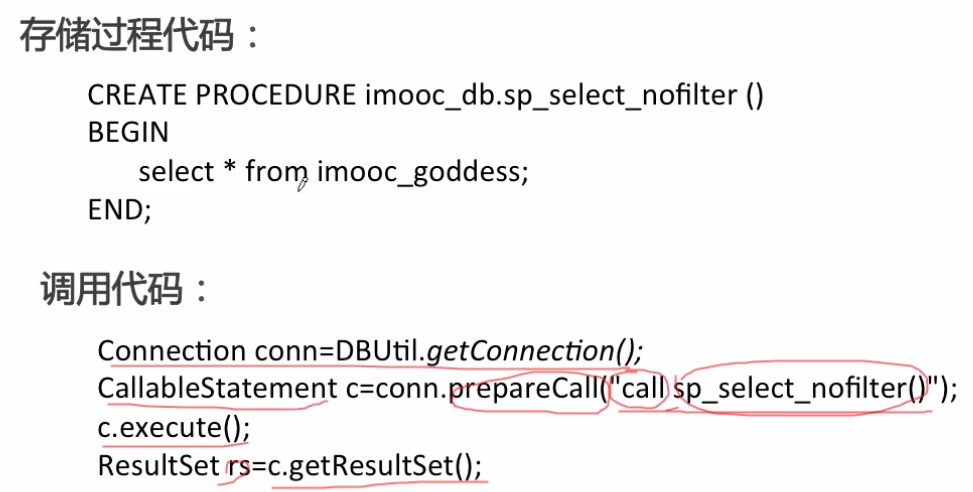 存储过程代码：
CREATE PROCEDURE imooc_db.sp_select_nofilter ()
BEGIN
select * from imooc_goddess;
END;
调用代码：
Connection conn=DBUtil.getConnection();
CallableStatement c=conn.prepareCall("call sp_select_nofilter()");
c.execute();
ResultSet rs=c.getResultSet();